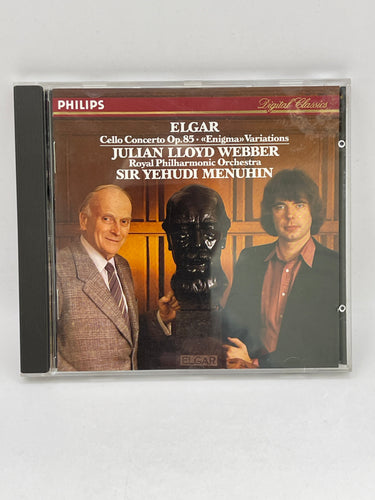 PHILIPS
Digital Classics
ELGAR
Cello Concerto Op.85 · «Enigma» Variations
JULIAN LLOYD WEBBER
Royal Philharmonic Orchestra
SIR YEHUDI MENUHIN
ELGAR